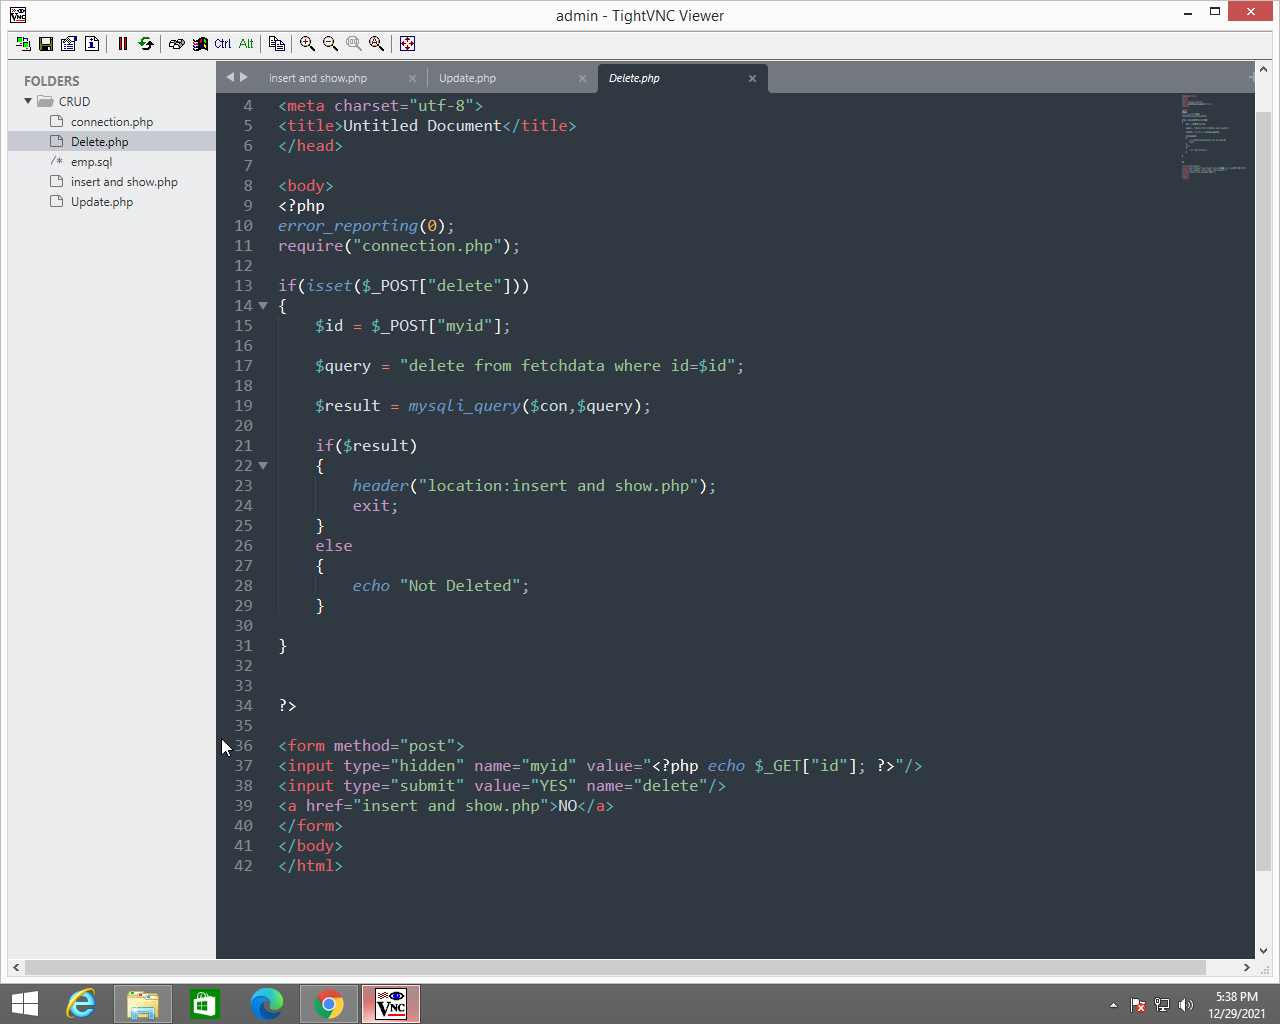 admin - TightVNC Viewer
Ctrl Alt
FOLDERS
CRUD
connection.php
Delete.php
/* emp.sql
insert and show.php
Update.php
insert and show.php
Update.php
Delete.php
4 <meta charset="utf-8">
5 <title>Untitled Document</title>
6 </head>
7
8 <body>
9 <?php
10 error_reporting(0);
11 require("connection.php");
12
13 if(isset($_POST["delete"]))
14 {
15 $id = $_POST["myid"];
16
17 $query = "delete from fetchdata where id=$id";
18
19 $result = mysqli_query($con,$query);
20
21 if($result)
22 {
23 header("location:insert and show.php");
24 exit;
25 }
26 else
27 {
28 echo "Not Deleted";
29 }
30
31 }
32
33
34 ?>
35
36 <form method="post">
37 <input type="hidden" name="myid" value="<?php echo $_GET["id"]; ?>"/>
38 <input type="submit" value="YES" name="delete"/>
39 <a href="insert and show.php">NO</a>
40 </form>
41 </body>
42 </html>
VNC
5:38 PM
12/29/2021